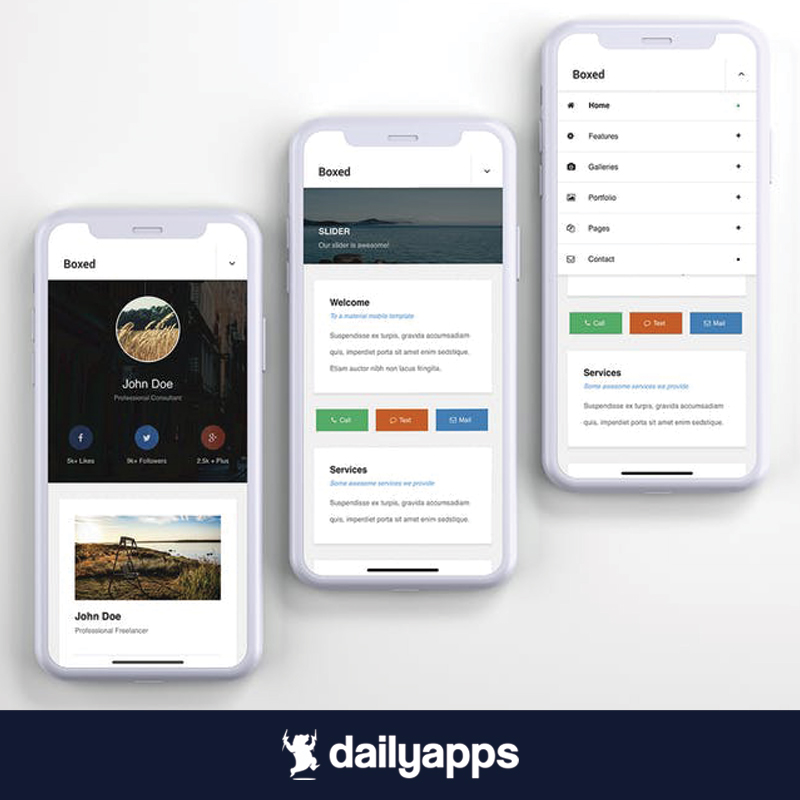 Boxed
John Doe
Professional Consultant
5k+ Likes
9k+ Followers
2.5k + Plus
John Doe
Professional Freelancer
Boxed
SLIDER
Our slider is awesome!
Welcome
To a material mobile template
Suspendisse ex turpis, gravida accumsadiam
quis, imperdiet porta sit amet enim sedstique.
Etiam auctor nibh non lacus fringilla.
Call
Text
Mail
Services
Some awesome services we provide
Suspendisse ex turpis, gravida accumsadiam
quis, imperdiet porta sit amet enim sedstique.
Boxed
Home
Features
Galleries
Portfolio
Pages
Contact
Call
Text
Mail
Services
Some awesome services we provide
Suspendisse ex turpis, gravida accumsadiam
quis, imperdiet porta sit amet enim sedstique.
dailyapps